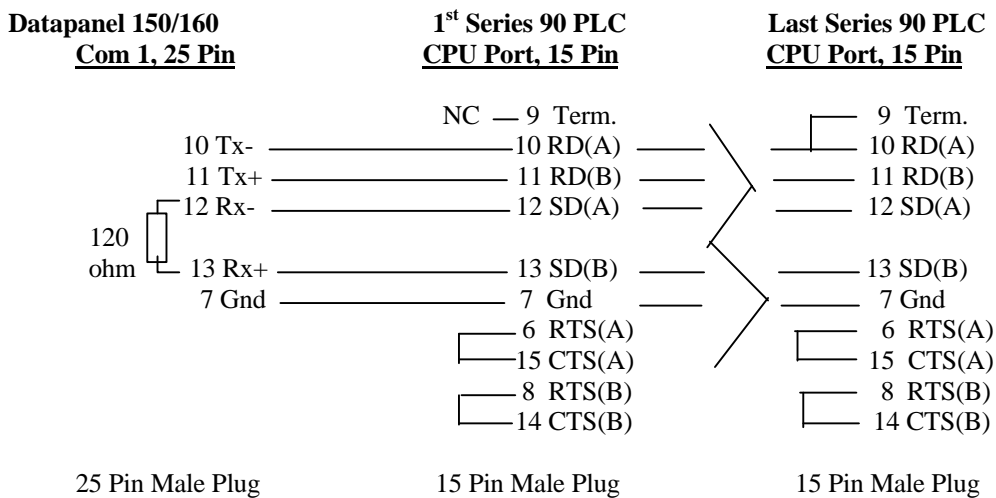 Datapanel 150/160 1st Series 90 PLC Last Series 90 PLC
Com 1, 25 Pin CPU Port, 15 Pin CPU Port, 15 Pin
NC 9 Term. 9 Term.
10 Tx- 10 RD(A) 10 RD(A)
11 Tx+ 11 RD(B) 11 RD(B)
12 Rx- 12 SD(A) 12 SD(A)
120
ohm 13 Rx+ 13 SD(B) 13 SD(B)
7 Gnd 7 Gnd 7 Gnd
6 RTS(A) 6 RTS(A)
15 CTS(A) 15 CTS(A)
8 RTS(B) 8 RTS(B)
14 CTS(B) 14 CTS(B)
25 Pin Male Plug 15 Pin Male Plug 15 Pin Male Plug